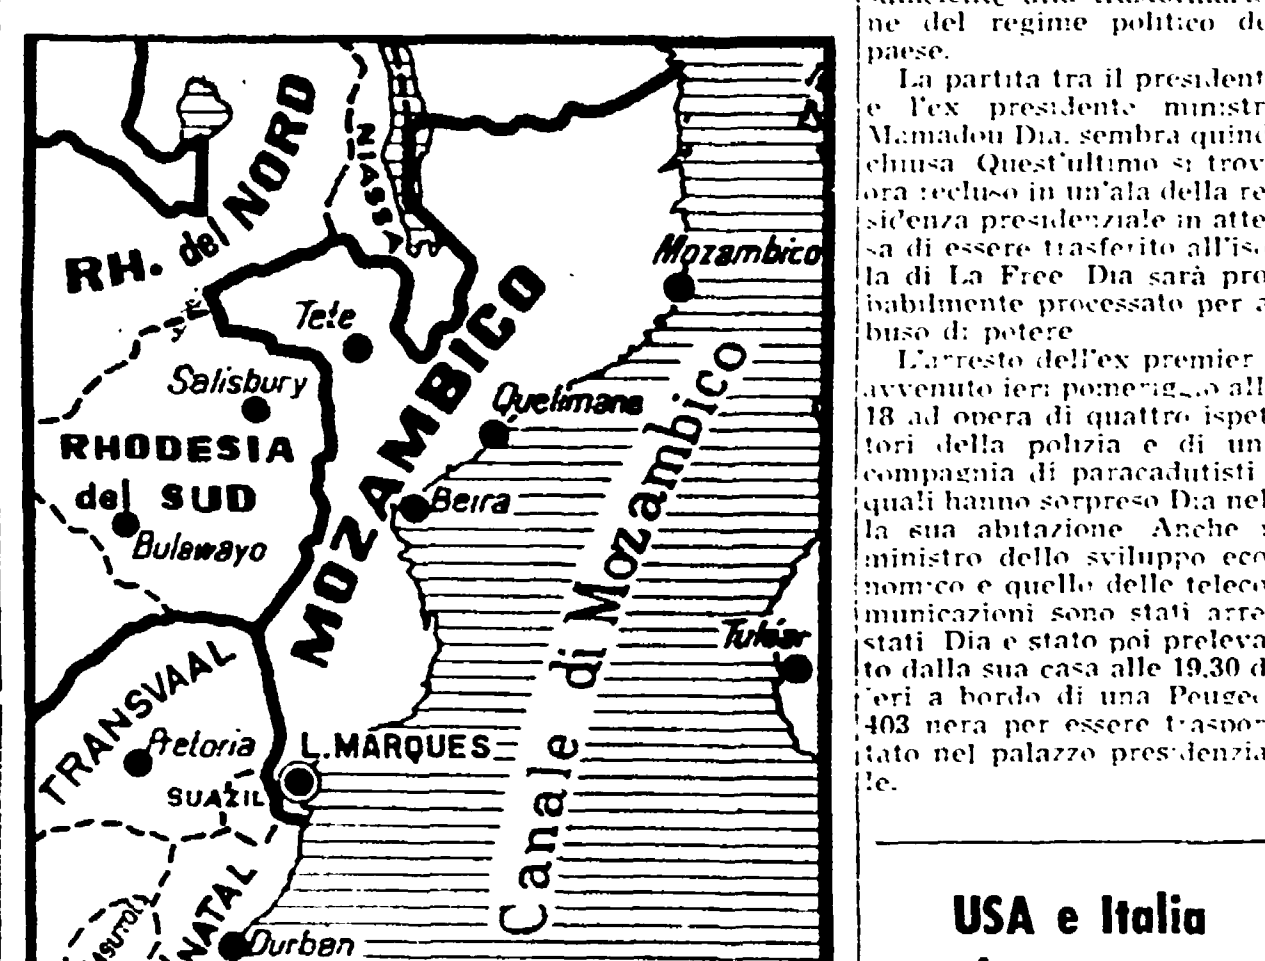 RH. del NORD
NIASSA
Mozambico
Tete
MOZAMBICO
Salisbury
Quelimane
RHODESIA
del SUD
Beira
Bulawayo
Canale di Mozambico
Tuléar
TRANSVAAL
Pretoria
L. MARQUES
SUAZIL
NATAL
BASUTOL
Durban
ne del regime politico de
paese.
La partita tra il president
e l'ex presidente ministr
Mamadou Dia, sembra quind
chiusa Quest'ultimo si trov
ora recluso in un'ala della re
sidenza presidenziale in atte
sa di essere trasferito all'iso
la di La Free Dia sarà pro
babilmente processato per a
buso di potere
L'arresto dell'ex premier
avvenuto ieri pomeriggio all
18 ad opera di quattro ispet
tori della polizia e di un
compagnia di paracadutisti
quali hanno sorpreso Dia nel
la sua abitazione Anche
ministro dello sviluppo eco
nomico e quello delle teleco
municazioni sono stati arre
stati Dia e stato poi preleva
to dalla sua casa alle 19,30 d
ieri a bordo di una Peugeo
403 nera per essere traspor
tato nel palazzo presidenzia
le.
USA e Italia